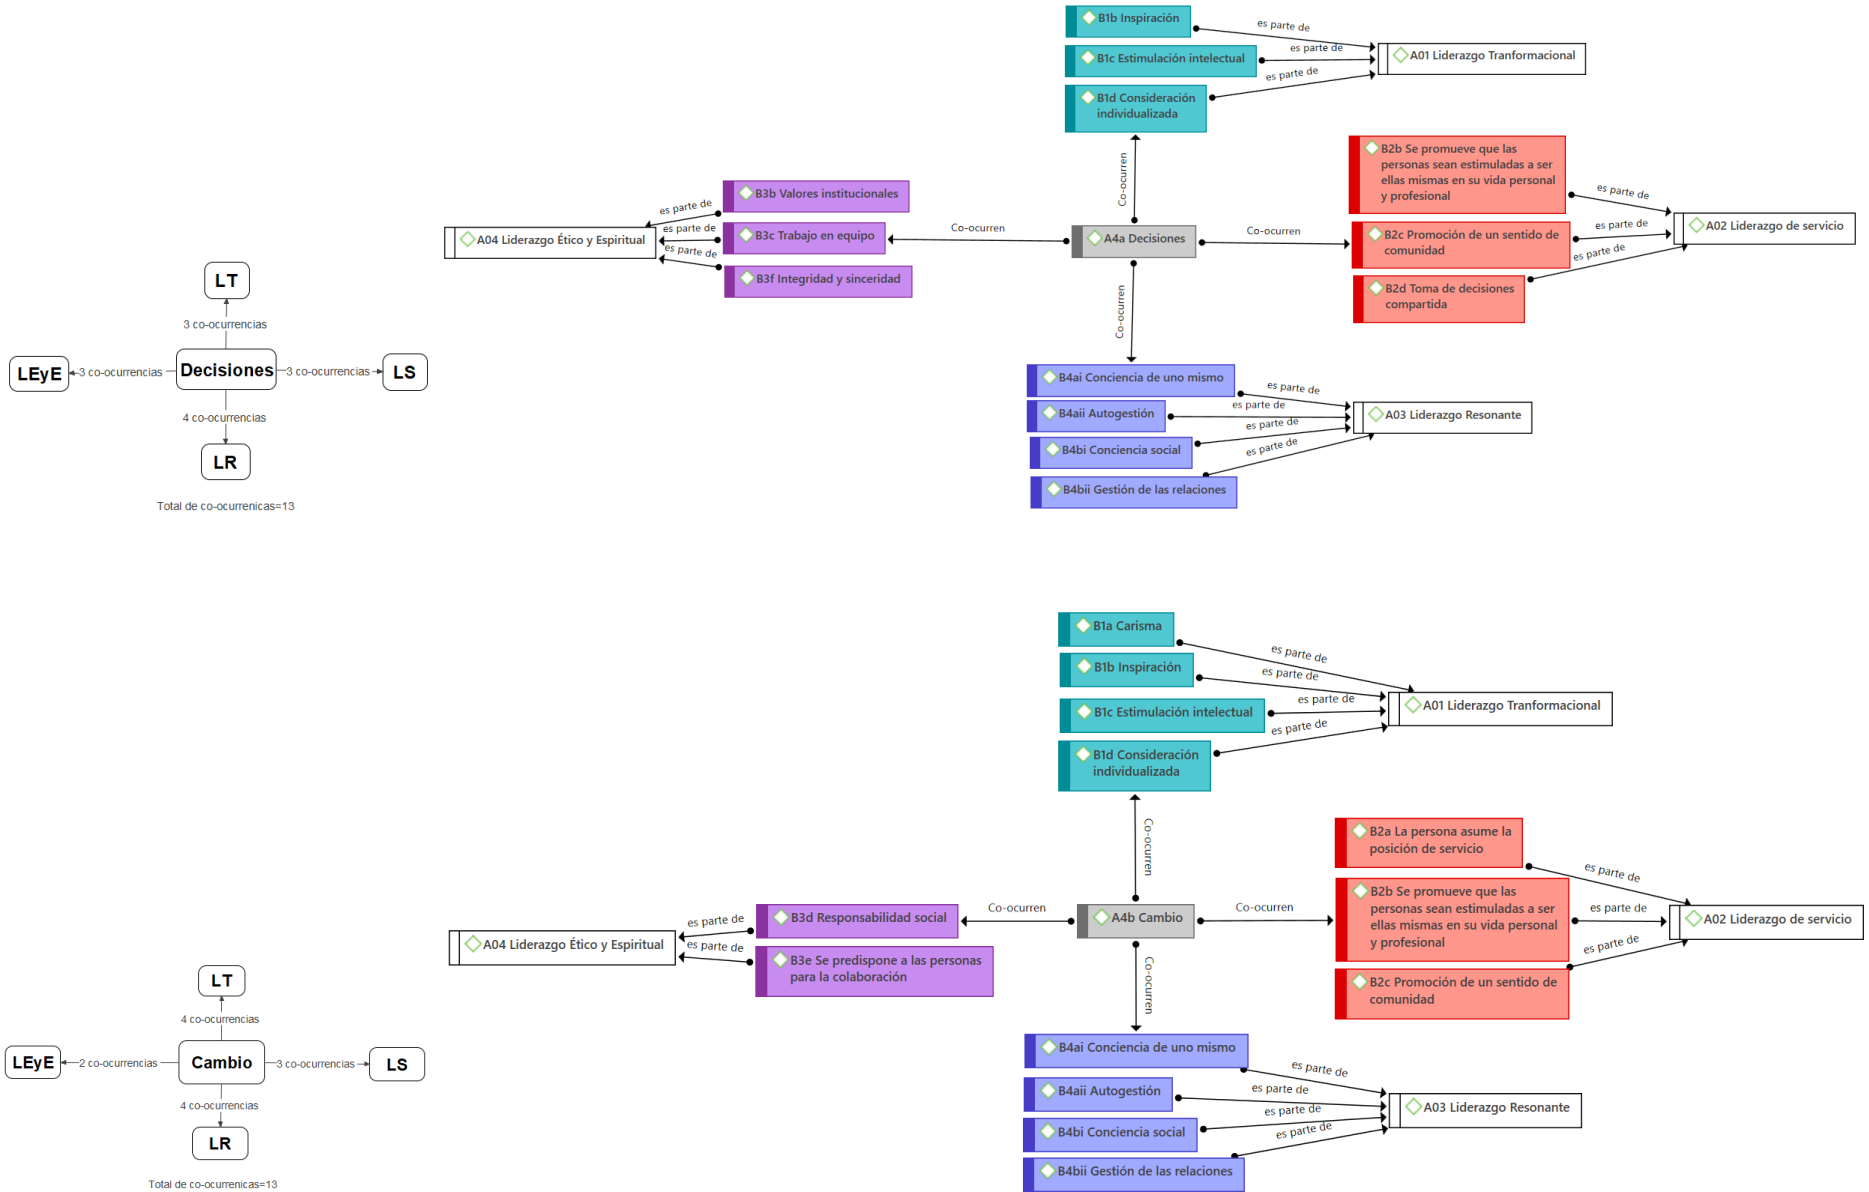 B1b Inspiración
es parte de
B1c Estimulación intelectual
es parte de
A01 Liderazgo Tranformacional
B1d Consideración
individualizada
es parte de
Co-ocurren
B2b Se promueve que las
personas sean estimuladas a ser
ellas mismas en su vida personal
y profesional
es parte de
B3b Valores institucionales
es parte de
A04 Liderazgo Ético y Espiritual
es parte de
B3c Trabajo en equipo
Co-ocurren
A4a Decisiones
Co-ocurren
B2c Promoción de un sentido de
comunidad
es parte de
A02 Liderazgo de servicio
es parte de
B3f Integridad y sinceridad
B2d Toma de decisiones
compartida
es parte de
Co-ocurren
LT
3 co-ocurrencias
LEyE
3 co-ocurrencias
Decisiones
3 co-ocurrencias
LS
4 co-ocurrencias
LR
Total de co-ocurrenicas=13
B4ai Conciencia de uno mismo
es parte de
B4aii Autogestión
es parte de
A03 Liderazgo Resonante
B4bi Conciencia social
es parte de
B4bii Gestión de las relaciones
es parte de
B1a Carisma
es parte de
B1b Inspiración
es parte de
B1c Estimulación intelectual
es parte de
A01 Liderazgo Tranformacional
B1d Consideración
individualizada
es parte de
Co-ocurren
B2a La persona asume la
posición de servicio
es parte de
B3d Responsabilidad social
es parte de
A04 Liderazgo Ético y Espiritual
es parte de
B3e Se predispone a las personas
para la colaboración
Co-ocurren
A4b Cambio
Co-ocurren
B2b Se promueve que las
personas sean estimuladas a ser
ellas mismas en su vida personal
y profesional
es parte de
A02 Liderazgo de servicio
B2c Promoción de un sentido de
comunidad
es parte de
Co-ocurren
LT
4 co-ocurrencias
LEyE
2 co-ocurrencias
Cambio
3 co-ocurrencias
LS
4 co-ocurrencias
LR
Total de co-ocurrenicas=13
B4ai Conciencia de uno mismo
es parte de
B4aii Autogestión
es parte de
A03 Liderazgo Resonante
B4bi Conciencia social
es parte de
B4bii Gestión de las relaciones
es parte de